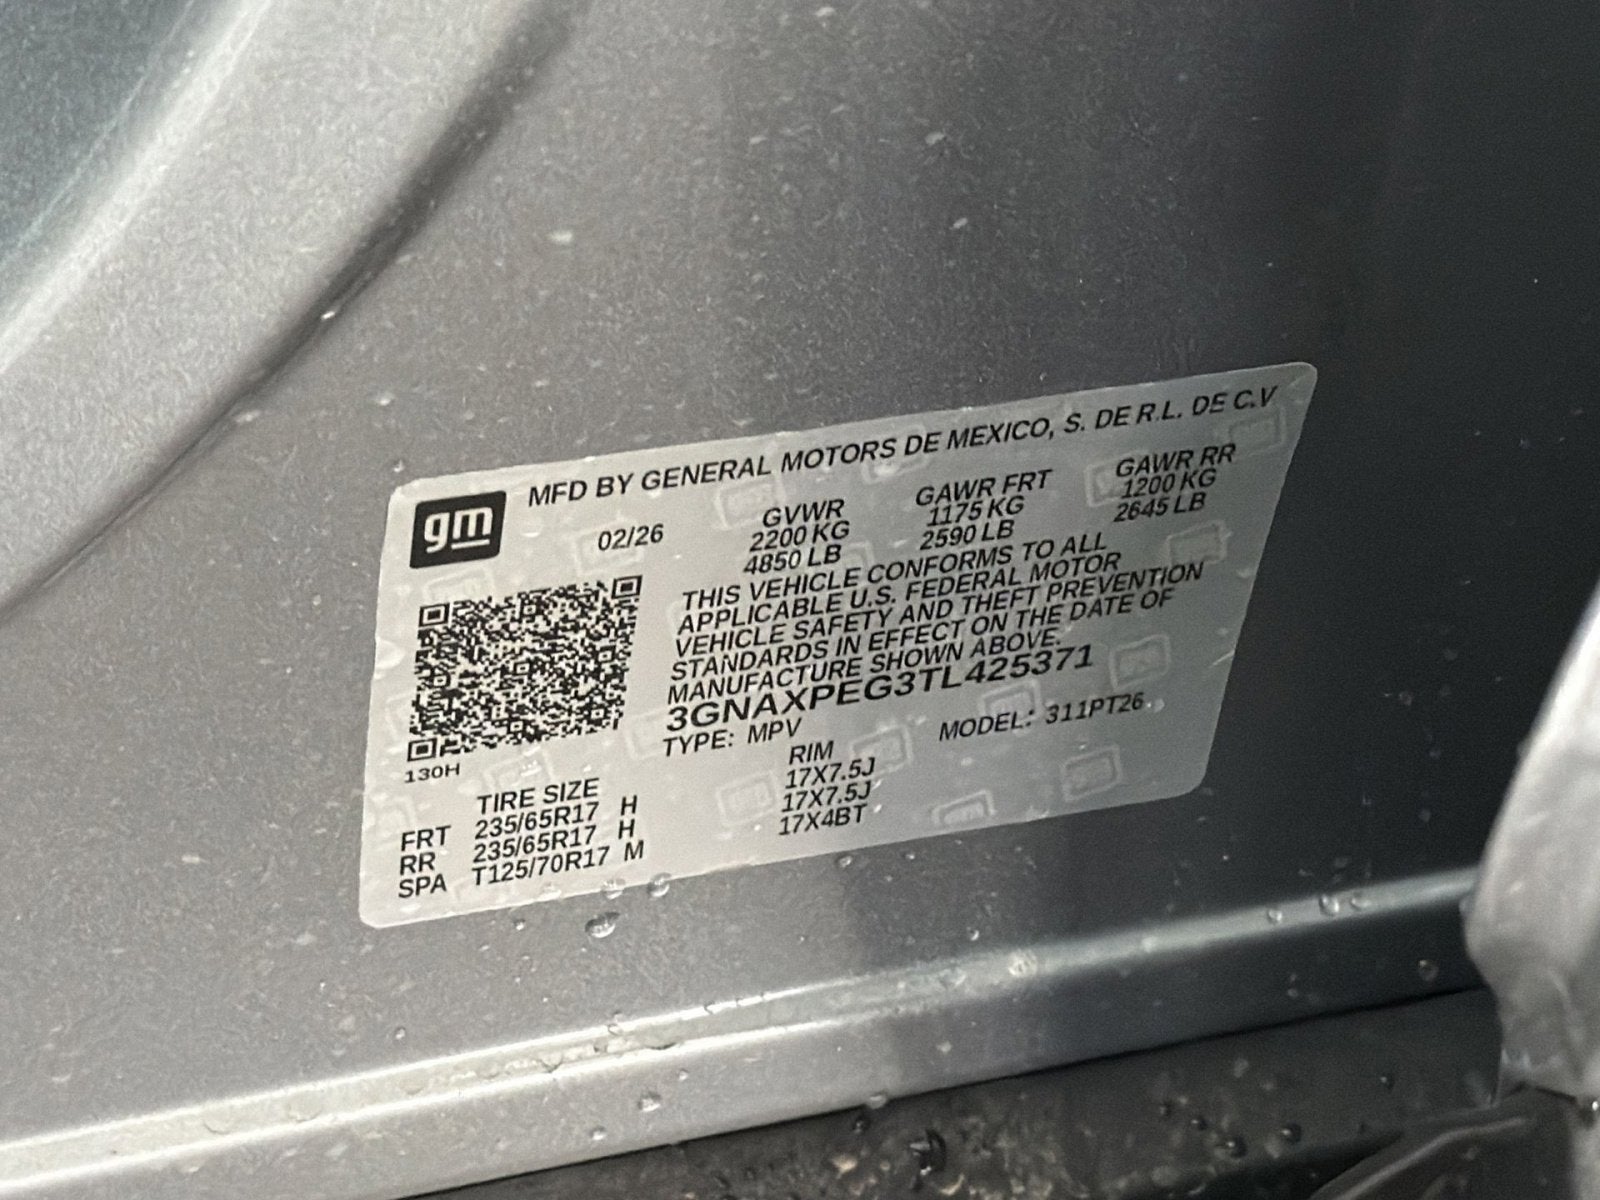 MFD BY GENERAL MOTORS DE MEXICO, S. DE R.L. DE C.V
gm
02/26
GVWR GAWR FRT GAWR RR
2200 KG 1175 KG 1200 KG
4850 LB 2590 LB 2645 LB
THIS VEHICLE CONFORMS TO ALL
APPLICABLE U.S. FEDERAL MOTOR
VEHICLE SAFETY AND THEFT PREVENTION
STANDARDS IN EFFECT ON THE DATE OF
MANUFACTURE SHOWN ABOVE.
3GNAXPEG3TL425371
TYPE: MPV MODEL: 311PT26
130H
TIRE SIZE RIM
FRT 235/65R17 H 17X7.5J
RR 235/65R17 H 17X7.5J
SPA T125/70R17 M 17X4BT